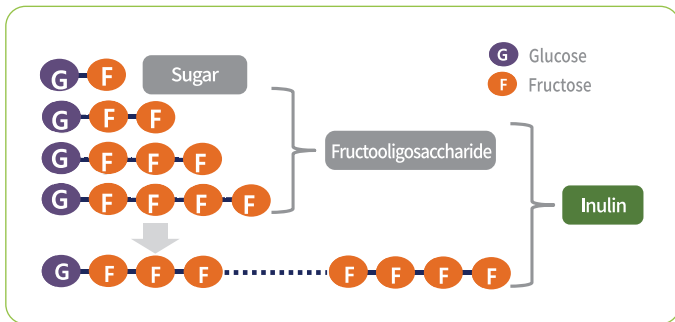 G F Sugar
G Glucose
F Fructose
G F F
G F F F
Fructooligosaccharide
G F F F F
Inulin
G F F F F F F F